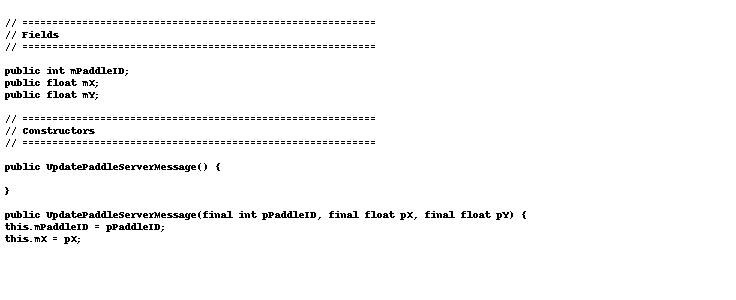 // ===========================================================
// Fields
// ===========================================================
public int mPaddleID;
public float mX;
public float mY;
// ===========================================================
// Constructors
// ===========================================================
public UpdatePaddleServerMessage() {
}
public UpdatePaddleServerMessage(final int pPaddleID, final float pX, final float pY) {
this.mPaddleID = pPaddleID;
this.mX = pX;